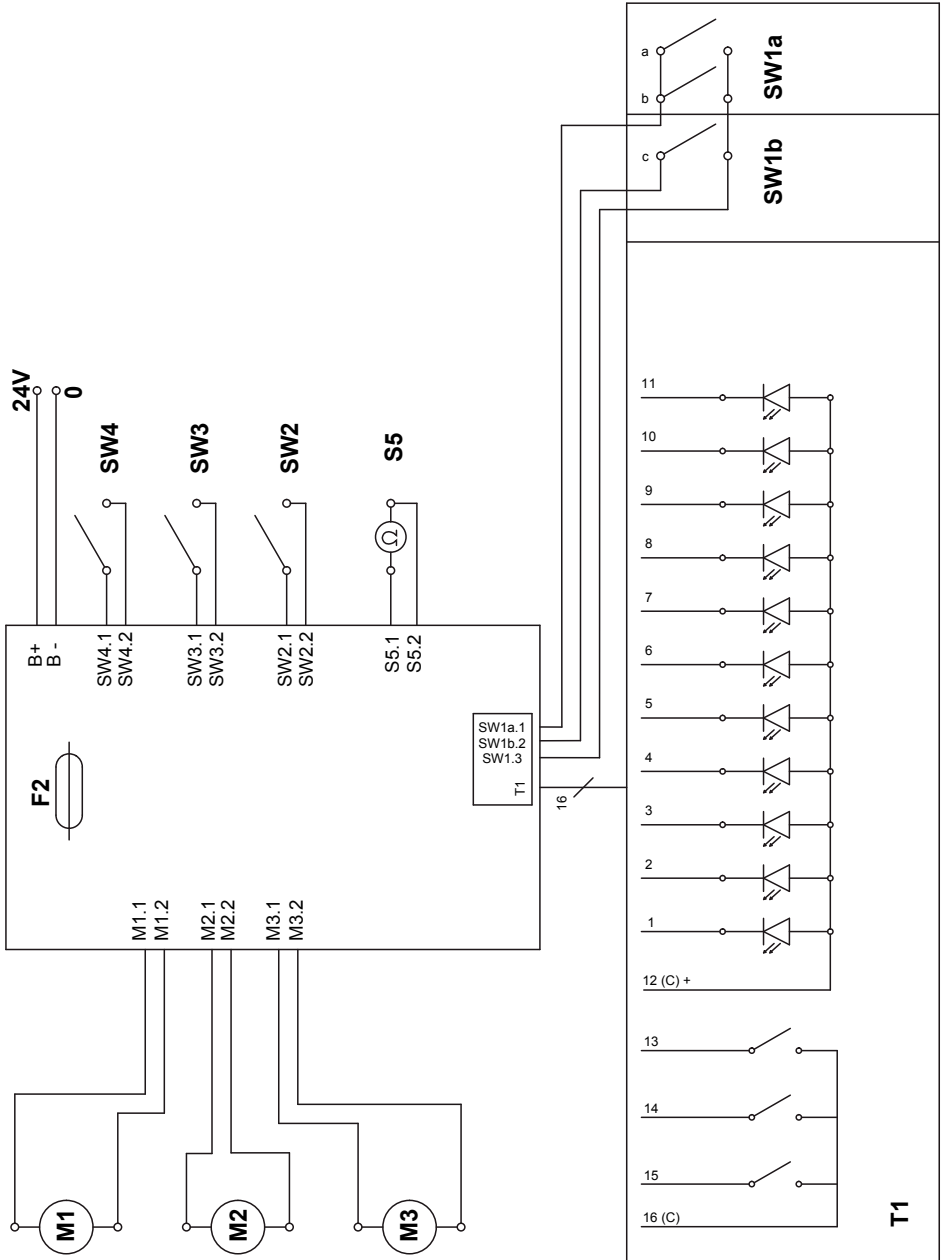 24V
0
SW4
SW3
SW2
S5
B+
B -
SW4.1
SW4.2
SW3.1
SW3.2
SW2.1
SW2.2
S5.1
S5.2
F2
M1.1
M1.2
M2.1
M2.2
M3.1
M3.2
SW1a.1
SW1b.2
SW1.3
T1
16
M1
M2
M3
Ω
a
b
c
SW1a
SW1b
11
10
9
8
7
6
5
4
3
2
1
12 (C) +
13
14
15
16 (C)
T1